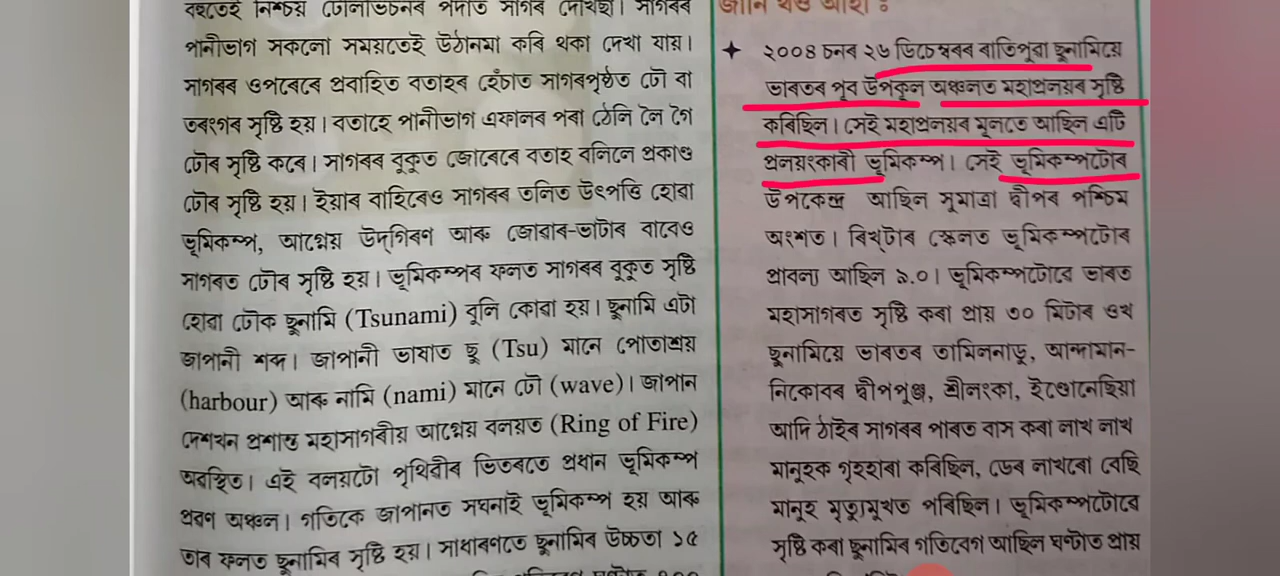 বহুতেই নিশ্চয় টেলিভিচনৰ পৰ্দাত সাগৰ দেখিছা। সাগৰৰ
পানীভাগ সকলো সময়তেই উঠানমা কৰি থকা দেখা যায়।
সাগৰৰ ওপৰেৰে প্ৰবাহিত বতাহৰ হেঁচাত সাগৰপৃষ্ঠত ঢৌ বা
তৰংগৰ সৃষ্টি হয়। বতাহে পানীভাগ এফালৰ পৰা ঠেলি লৈ গৈ
ঢৌৰ সৃষ্টি কৰে। সাগৰৰ বুকুত জোৰেৰে বতাহ বলিলে প্ৰকাণ্ড
ঢৌৰ সৃষ্টি হয়। ইয়াৰ বাহিৰেও সাগৰৰ তলিত উৎপত্তি হোৱা
ভূমিকম্প, আগ্নেয় উদ্‌গিৰণ আৰু জোৱাৰ-ভাটাৰ বাবেও
সাগৰত ঢৌৰ সৃষ্টি হয়। ভূমিকম্পৰ ফলত সাগৰৰ বুকুত সৃষ্টি
হোৱা ঢৌক ছুনামি (Tsunami) বুলি কোৱা হয়। ছুনামি এটা
জাপানী শব্দ। জাপানী ভাষাত ছু (Tsu) মানে পোতাশ্ৰয়
(harbour) আৰু নামি (nami) মানে ঢৌ (wave)। জাপান
দেশখন প্ৰশান্ত মহাসাগৰীয় আগ্নেয় বলয়ত (Ring of Fire)
অৱস্থিত। এই বলয়টো পৃথিৱীৰ ভিতৰতে প্ৰধান ভূমিকম্প
প্ৰৱণ অঞ্চল। গতিকে জাপানত সঘনাই ভূমিকম্প হয় আৰু
তাৰ ফলত ছুনামিৰ সৃষ্টি হয়। সাধাৰণতে ছুনামিৰ উচ্চতা ১৫
জানি থও আহা :
✦ ২০০৪ চনৰ ২৬ ডিচেম্বৰৰ ৰাতিপুৱা ছুনামিয়ে
ভাৰতৰ পূব উপকূল অঞ্চলত মহাপ্ৰলয়ৰ সৃষ্টি
কৰিছিল। সেই মহাপ্ৰলয়ৰ মূলতে আছিল এটি
প্ৰলয়ংকাৰী ভূমিকম্প। সেই ভূমিকম্পটোৰ
উপকেন্দ্ৰ আছিল সুমাত্ৰা দ্বীপৰ পশ্চিম
অংশত। ৰিখ্টাৰ স্কেলত ভূমিকম্পটোৰ
প্ৰাবল্য আছিল ৯.০। ভূমিকম্পটোৱে ভাৰত
মহাসাগৰত সৃষ্টি কৰা প্ৰায় ৩০ মিটাৰ ওখ
ছুনামিয়ে ভাৰতৰ তামিলনাডু, আন্দামান-
নিকোবৰ দ্বীপপুঞ্জ, শ্ৰীলংকা, ইণ্ডোনেছিয়া
আদি ঠাইৰ সাগৰৰ পাৰত বাস কৰা লাখ লাখ
মানুহক গৃহহাৰা কৰিছিল, ডেৰ লাখৰো বেছি
মানুহ মৃত্যুমুখত পৰিছিল। ভূমিকম্পটোৱে
সৃষ্টি কৰা ছুনামিৰ গতিবেগ আছিল ঘণ্টাত প্ৰায়